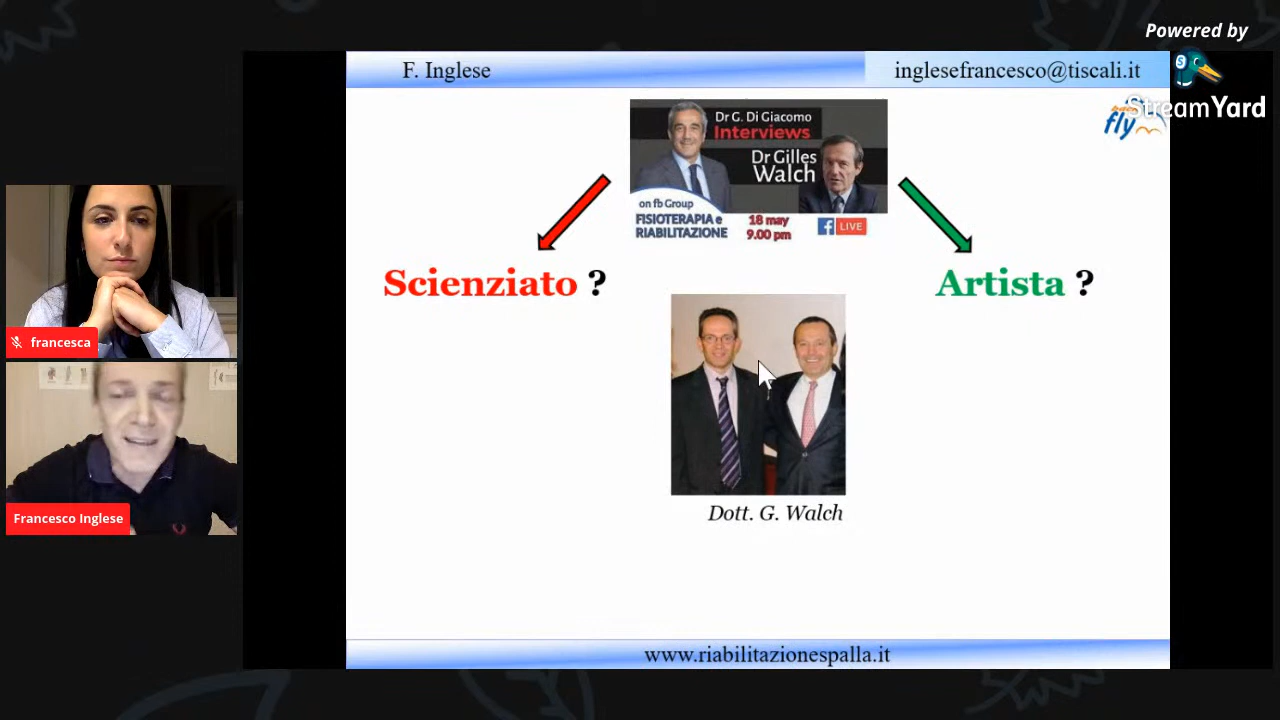 Powered by
StreamYard
F. Inglese
inglesefrancesco@tiscali.it
fly
Dr G. Di Giacomo
Interviews
Dr Gilles
Walch
on fb Group
FISIOTERAPIA e
RIABILITAZIONE
18 may
9.00 pm
LIVE
Scienziato ?
Artista ?
francesca
Francesco Inglese
Dott. G. Walch
www.riabilitazionespalla.it